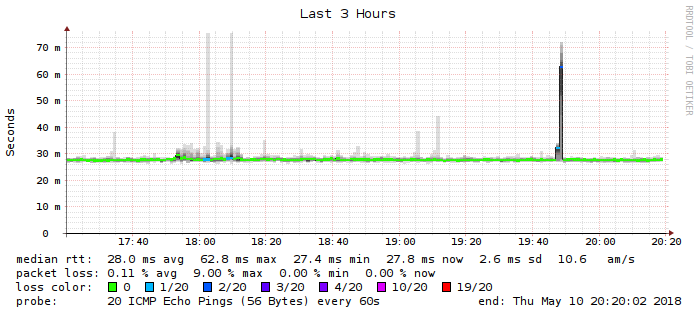 Last 3 Hours
RRDTOOL / TOBI OETIKER
Seconds
70 m
60 m
50 m
40 m
30 m
20 m
10 m
0
17:40 18:00 18:20 18:40 19:00 19:20 19:40 20:00 20:20
median rtt: 28.0 ms avg 62.8 ms max 27.4 ms min 27.8 ms now 2.6 ms sd 10.6 am/s
packet loss: 0.11 % avg 9.00 % max 0.00 % min 0.00 % now
loss color: 0 1/20 2/20 3/20 4/20 10/20 19/20
probe: 20 ICMP Echo Pings (56 Bytes) every 60s end: Thu May 10 20:20:02 2018